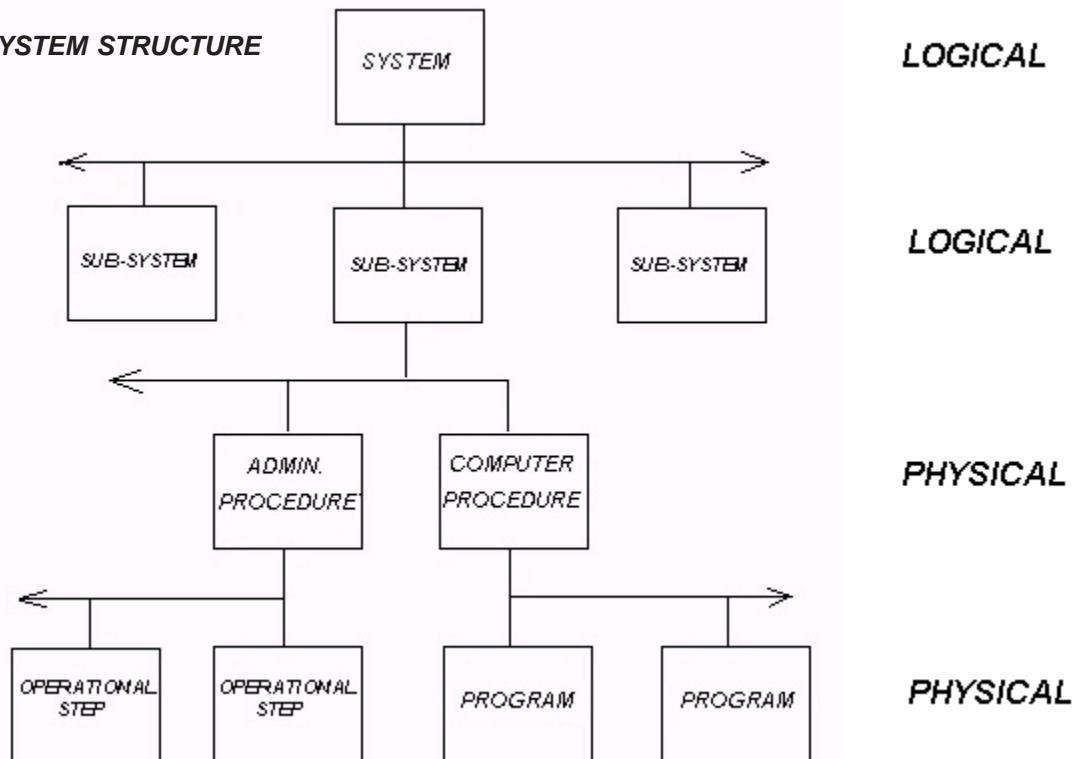 YSTEM STRUCTURE
SYSTEM
LOGICAL
SUB-SYSTEM
SUB-SYSTEM
SUB-SYSTEM
LOGICAL
ADMIN.
PROCEDURE
COMPUTER
PROCEDURE
PHYSICAL
OPERATIONAL
STEP
OPERATIONAL
STEP
PROGRAM
PROGRAM
PHYSICAL